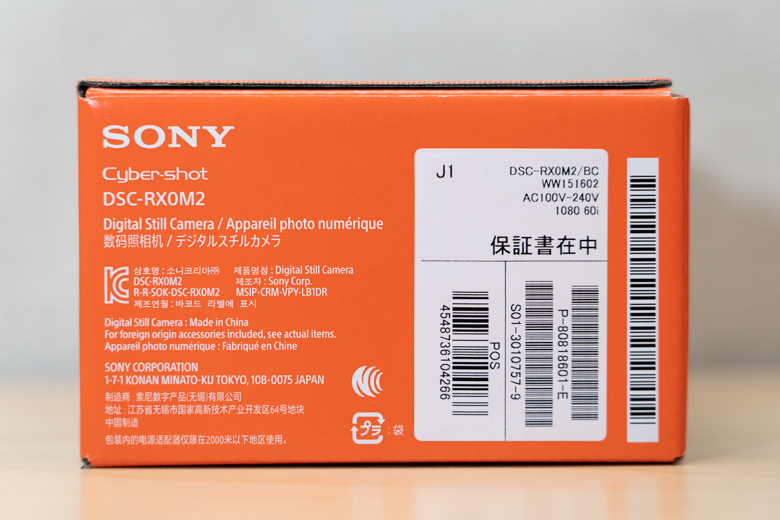 SONY
Cyber-shot
DSC-RX0M2
Digital Still Camera / Appareil photo numérique
数码照相机 / デジタルスチルカメラ
상호명 : 소니코리아㈜ 제품명칭 : Digital Still Camera
DSC-RX0M2 제조자 : Sony Corp.
R-R-SOK-DSC-RX0M2 MSIP-CRM-VPY-LB1DR
제조연월 : 바코드 라벨에 표시
Digital Still Camera : Made in China
For foreign origin accessories included, see actual items.
Appareil photo numérique : Fabriqué en Chine
SONY CORPORATION
1-7-1 KONAN MINATO-KU TOKYO, 108-0075 JAPAN
制造商 : 索尼数字产品(无锡)有限公司
地址 : 江苏省无锡市国家高新技术产业开发区64号地块
中国制造
包装内的电源适配器仅限在2000米以下地区使用。
プラ : 袋
J1
DSC-RX0M2/BC
WW151602
AC100V-240V
1080 60i
保証書在中
4548736104266
POS
S01-3010757-9
P-80818601-E